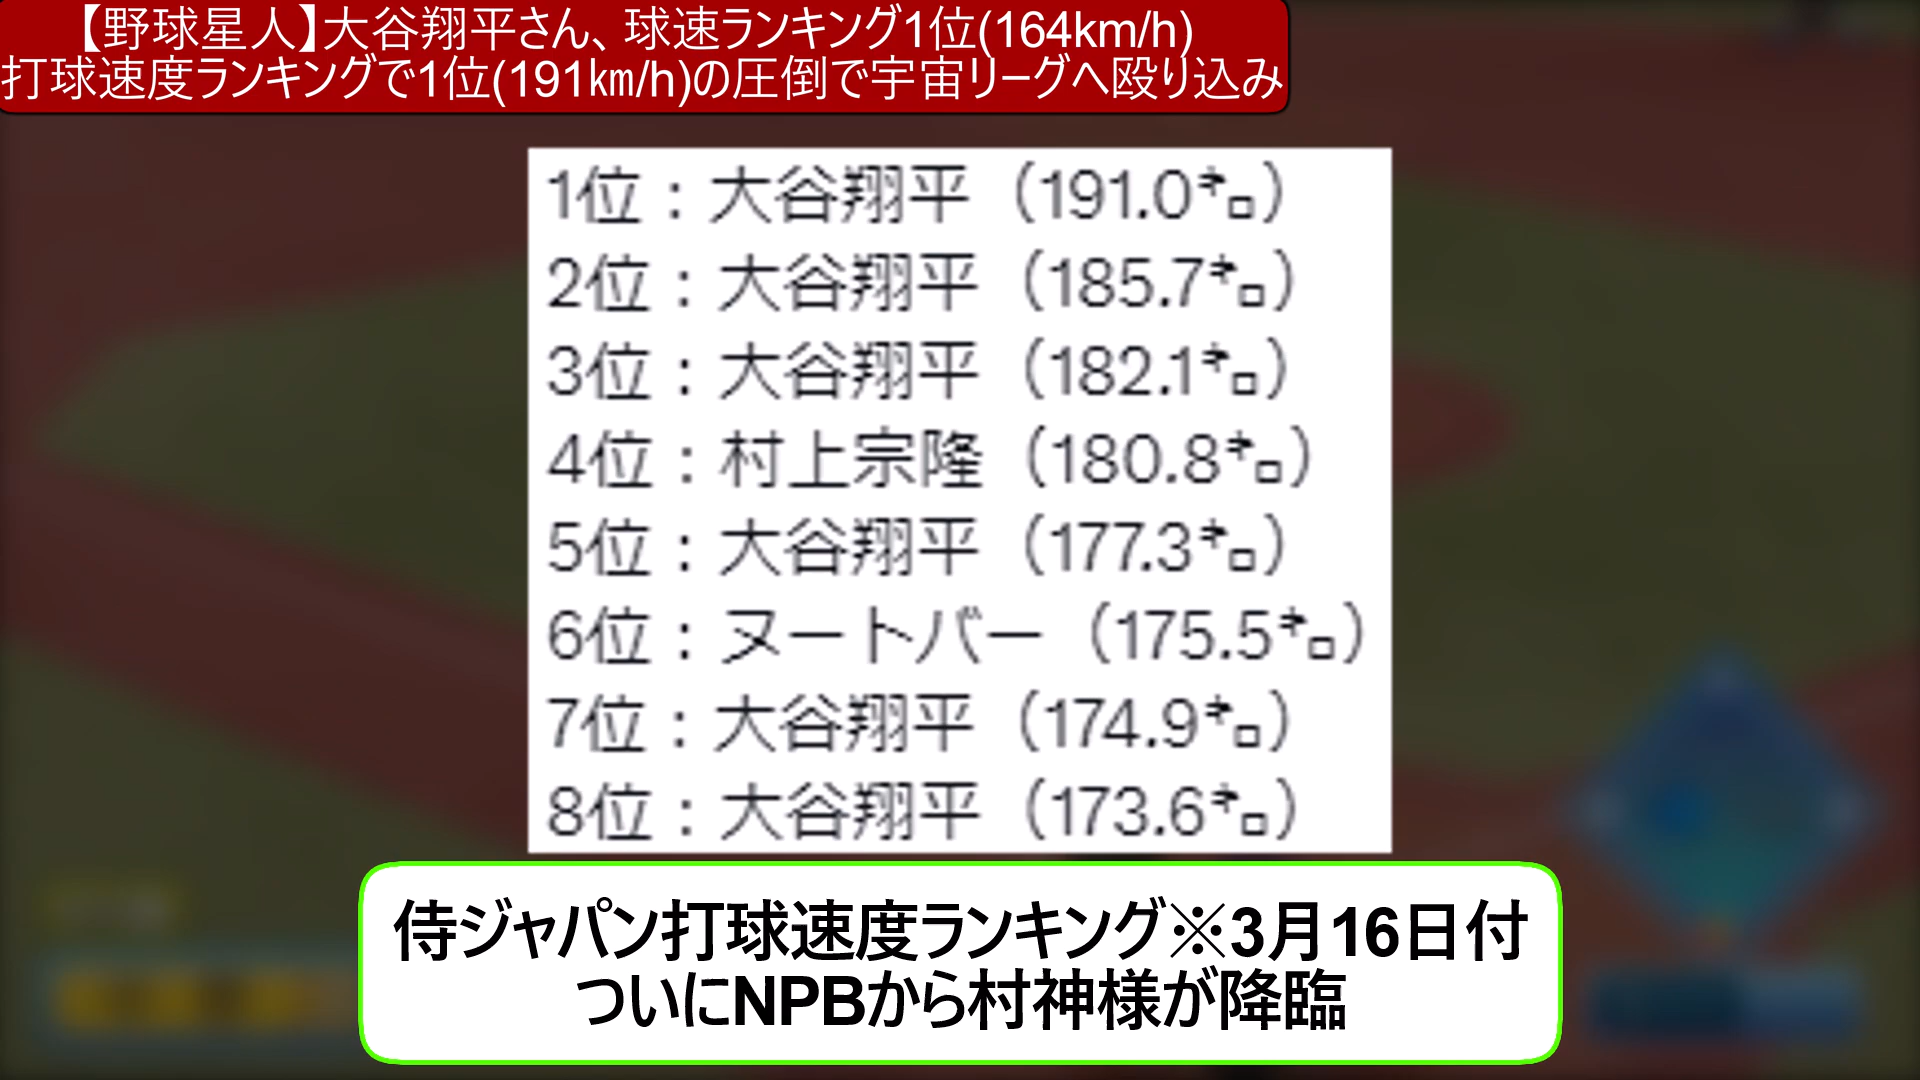 【野球星人】大谷翔平さん、球速ランキング1位(164km/h)
打球速度ランキングで1位(191㎞/h)の圧倒で宇宙リーグへ殴り込み
1位：大谷翔平（191.0㌔）
2位：大谷翔平（185.7㌔）
3位：大谷翔平（182.1㌔）
4位：村上宗隆（180.8㌔）
5位：大谷翔平（177.3㌔）
6位：ヌートバー（175.5㌔）
7位：大谷翔平（174.9㌔）
8位：大谷翔平（173.6㌔）
侍ジャパン打球速度ランキング※3月16日付
ついにNPBから村神様が降臨